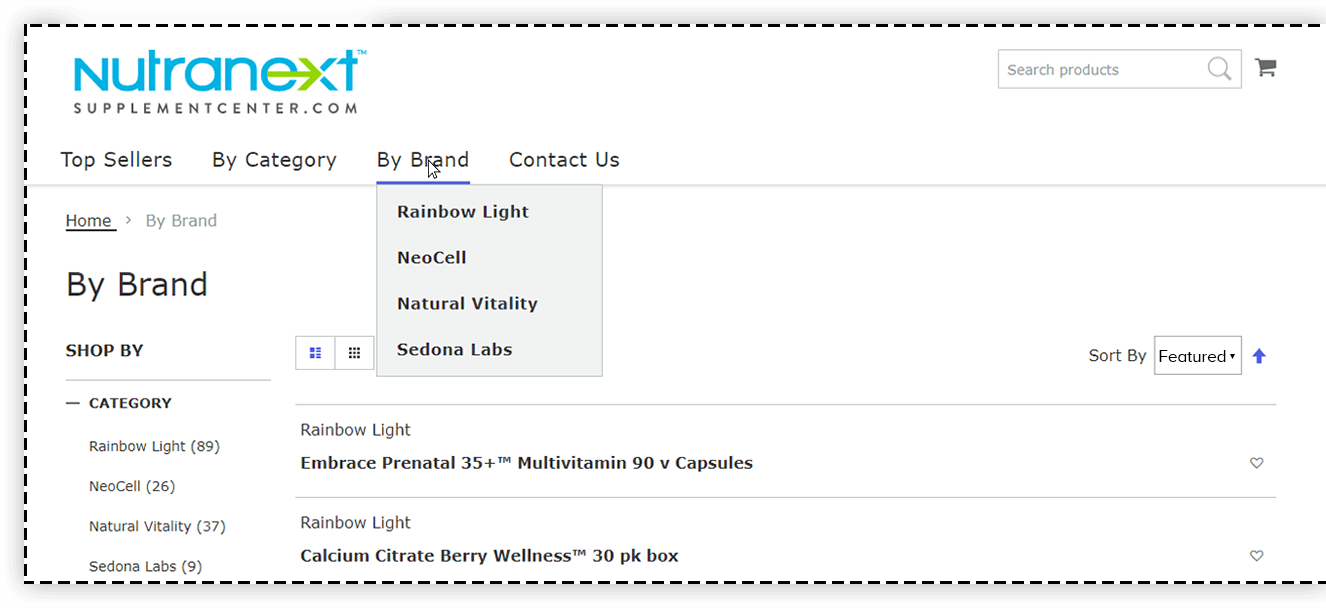 nutranext™
SUPPLEMENTCENTER.COM
Search products
Top Sellers By Category By Brand Contact Us
Rainbow Light
NeoCell
Natural Vitality
Sedona Labs
Home > By Brand
By Brand
SHOP BY
CATEGORY
Rainbow Light (89)
NeoCell (26)
Natural Vitality (37)
Sedona Labs (9)
Sort By Featured
Rainbow Light
Embrace Prenatal 35+™ Multivitamin 90 v Capsules
Rainbow Light
Calcium Citrate Berry Wellness™ 30 pk box